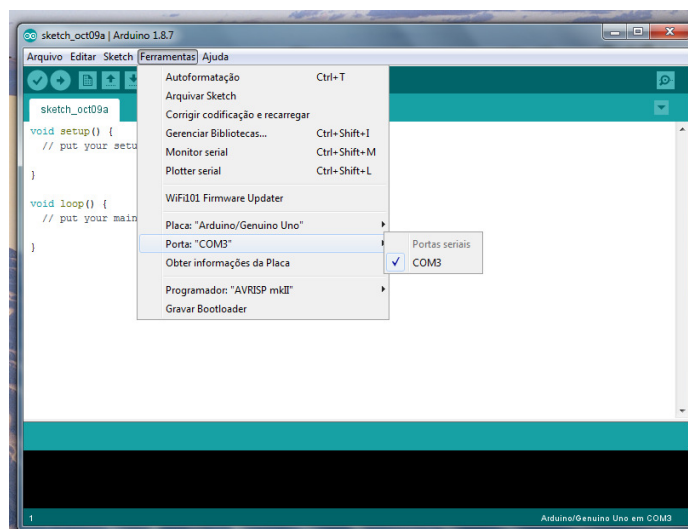 sketch_oct09a | Arduino 1.8.7
Arquivo Editar Sketch Ferramentas Ajuda
sketch_oct09a
void setup() {
// put your setu
}
void loop() {
// put your main
}
Autoformatação Ctrl+T
Arquivar Sketch
Corrigir codificação e recarregar
Gerenciar Bibliotecas... Ctrl+Shift+I
Monitor serial Ctrl+Shift+M
Plotter serial Ctrl+Shift+L
WiFi101 Firmware Updater
Placa: "Arduino/Genuino Uno"
Porta: "COM3"
Obter informações da Placa
Programador: "AVRISP mkII"
Gravar Bootloader
Portas seriais
COM3
1 Arduino/Genuino Uno em COM3